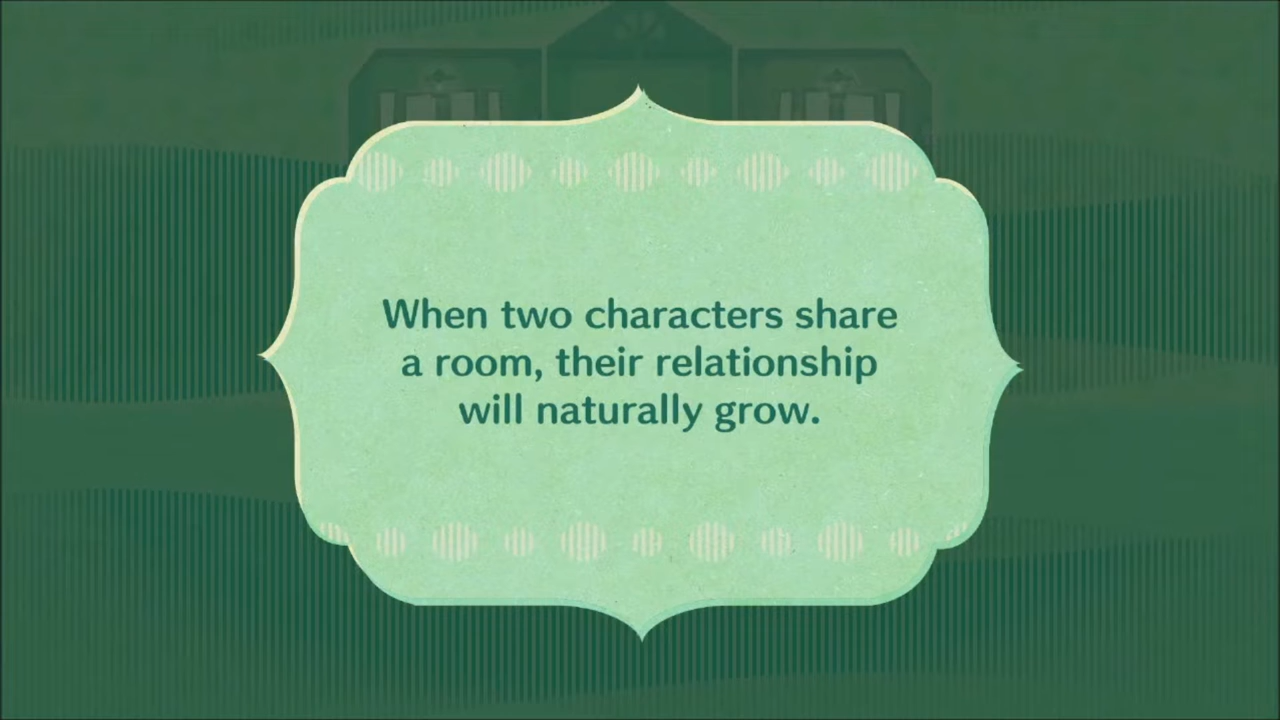 When two characters share
a room, their relationship
will naturally grow.